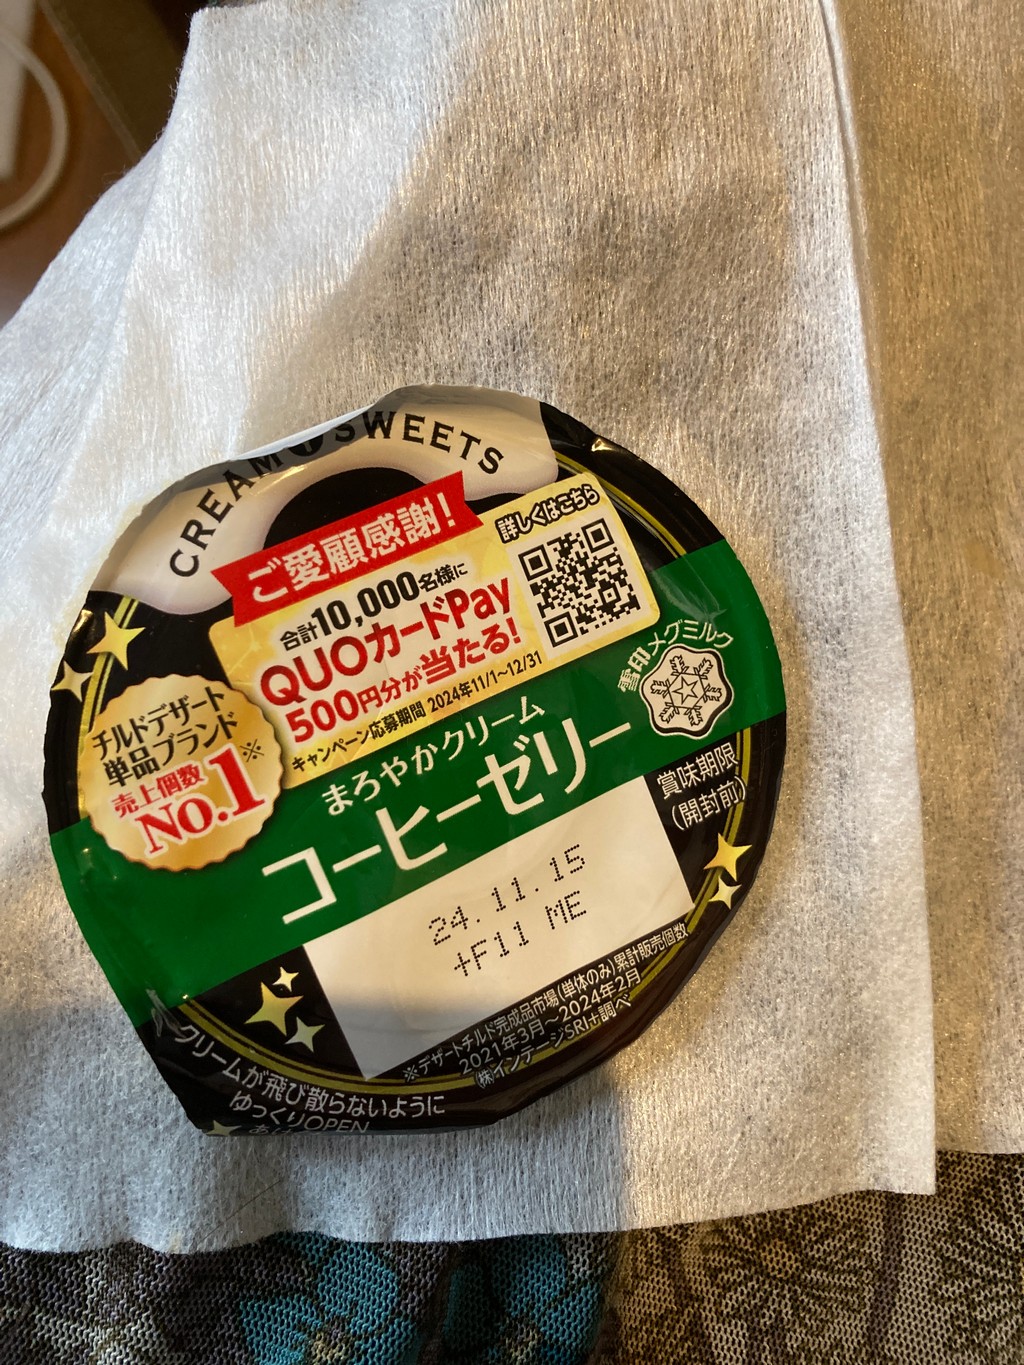 CREAM SWEETS
ご愛顧感謝!
合計10,000名様に
QUOカードPay
500円分が当たる!
キャンペーン応募期間 2024年11/1~12/31
詳しくはこちら
雪印メグミルク
チルドデザート
単品ブランド※
売上個数
No.1
まろやかクリーム
コーヒーゼリー
賞味期限
(開封前)
24.11.15
+F11 ME
※デザートチルド完成品市場(単体のみ)累計販売個数
2021年3月~2024年2月
㈱インテージSRI+調べ
クリームが飛び散らないように
ゆっくりOPEN